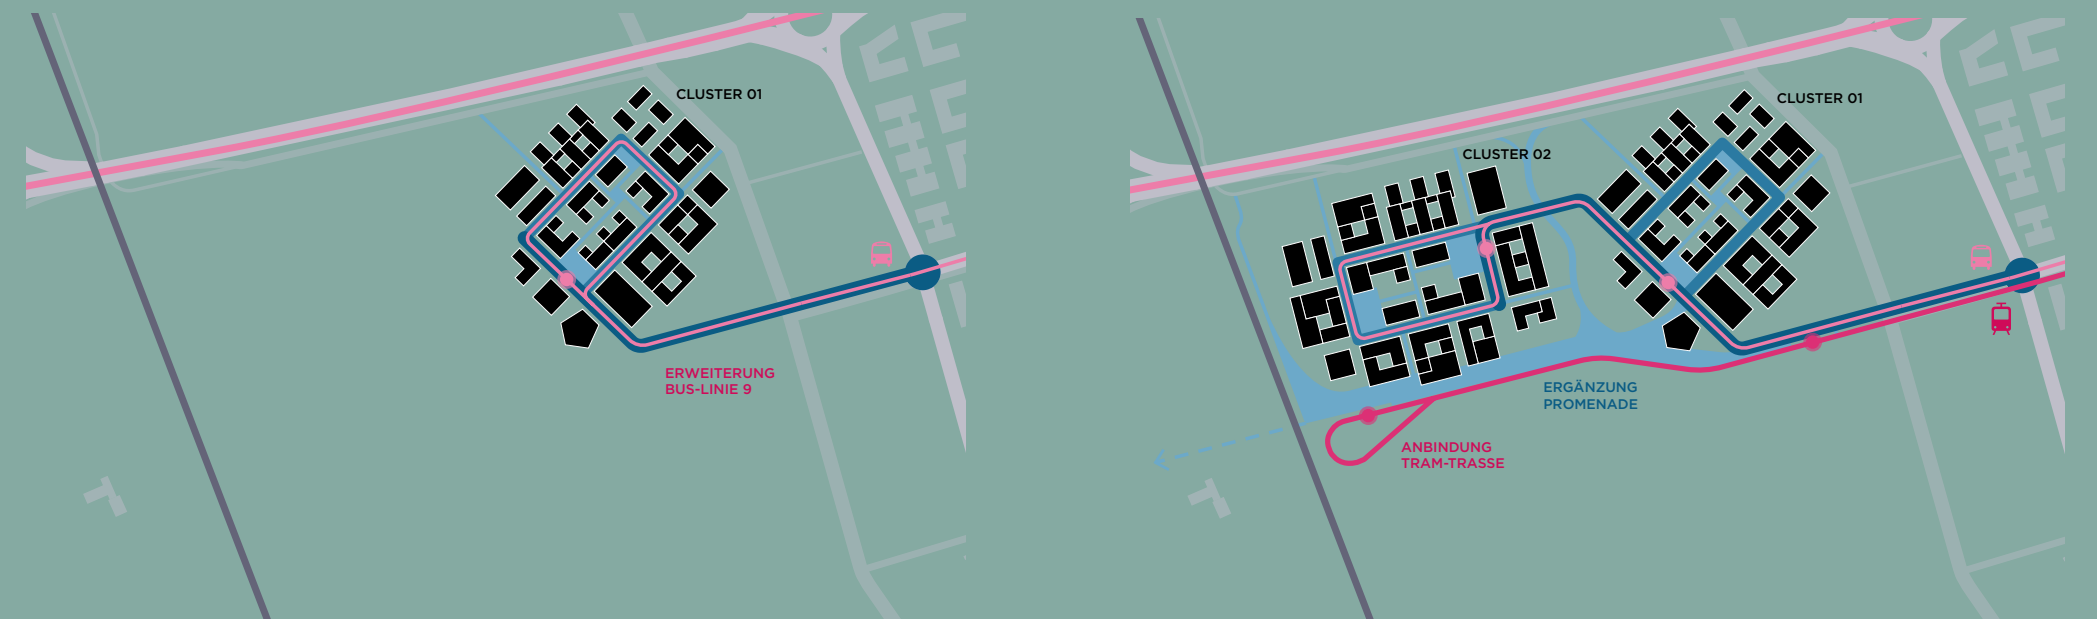 CLUSTER 01
ERWEITERUNG
BUS-LINIE 9
CLUSTER 01
CLUSTER 02
ERGÄNZUNG
PROMENADE
ANBINDUNG
TRAM-TRASSE